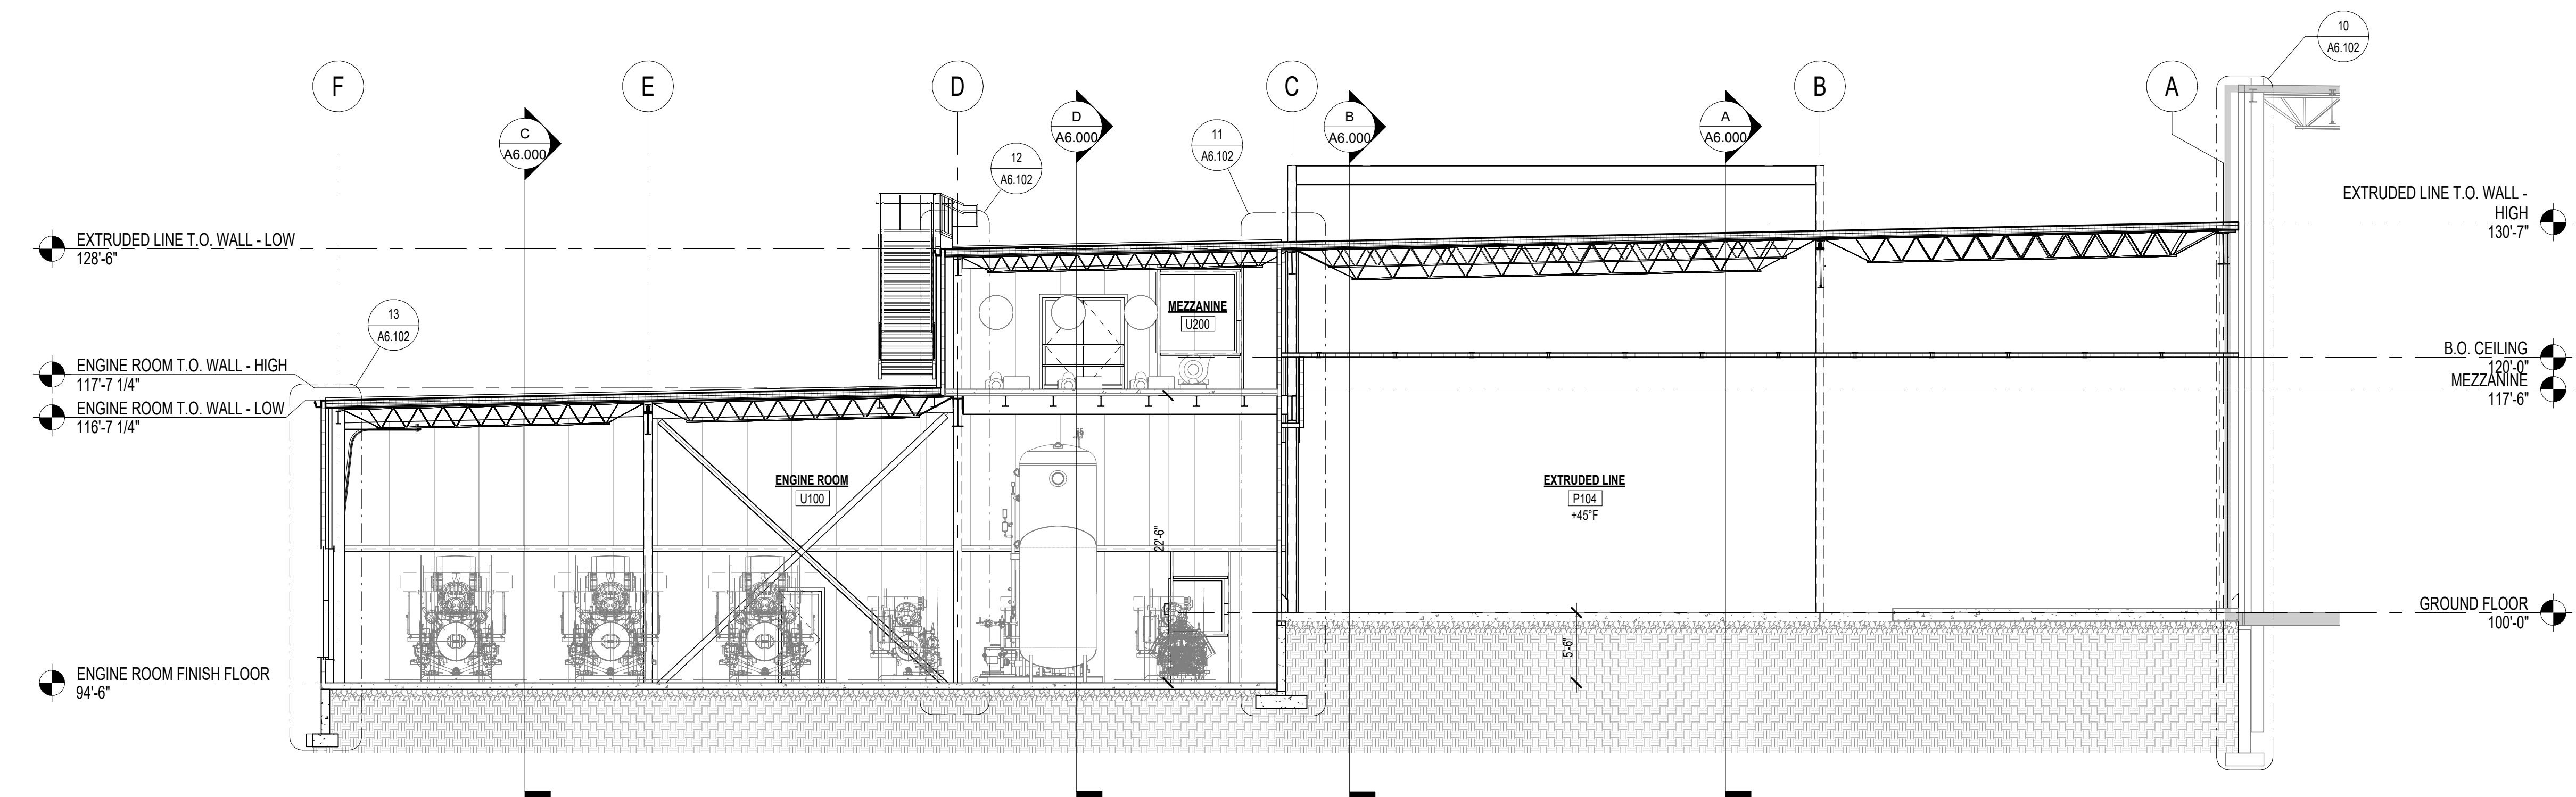 10
A6.102
F
E
D
C
B
A
C
A6.000
D
A6.000
B
A6.000
A
A6.000
11
A6.102
12
A6.102
13
A6.102
EXTRUDED LINE T.O. WALL - LOW
128'-6"
ENGINE ROOM T.O. WALL - HIGH
117'-7 1/4"
ENGINE ROOM T.O. WALL - LOW
116'-7 1/4"
ENGINE ROOM FINISH FLOOR
94'-6"
MEZZANINE
U200
ENGINE ROOM
U100
22'-6"
EXTRUDED LINE
P104
+45°F
5'-6"
EXTRUDED LINE T.O. WALL -
HIGH
130'-7"
B.O. CEILING
120'-0"
MEZZANINE
117'-6"
GROUND FLOOR
100'-0"